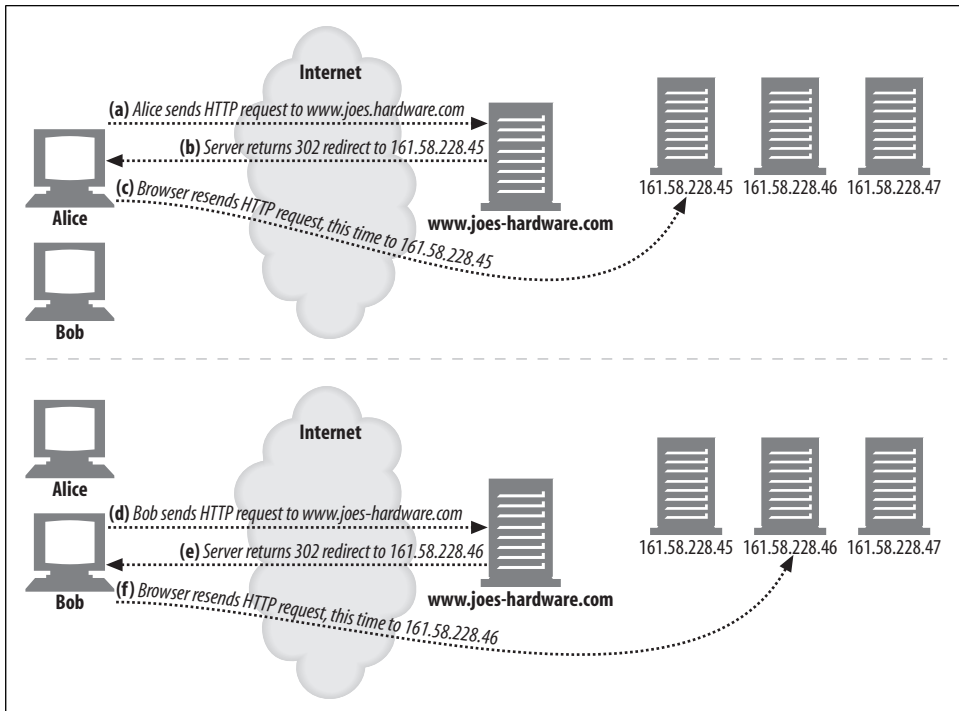 Internet
(a) Alice sends HTTP request to www.joes.hardware.com
(b) Server returns 302 redirect to 161.58.228.45
(c) Browser resends HTTP request, this time to 161.58.228.45
Alice
Bob
www.joes-hardware.com
161.58.228.45
161.58.228.46
161.58.228.47
Internet
Alice
(d) Bob sends HTTP request to www.joes-hardware.com
(e) Server returns 302 redirect to 161.58.228.46
(f) Browser resends HTTP request, this time to 161.58.228.46
Bob
www.joes-hardware.com
161.58.228.45
161.58.228.46
161.58.228.47